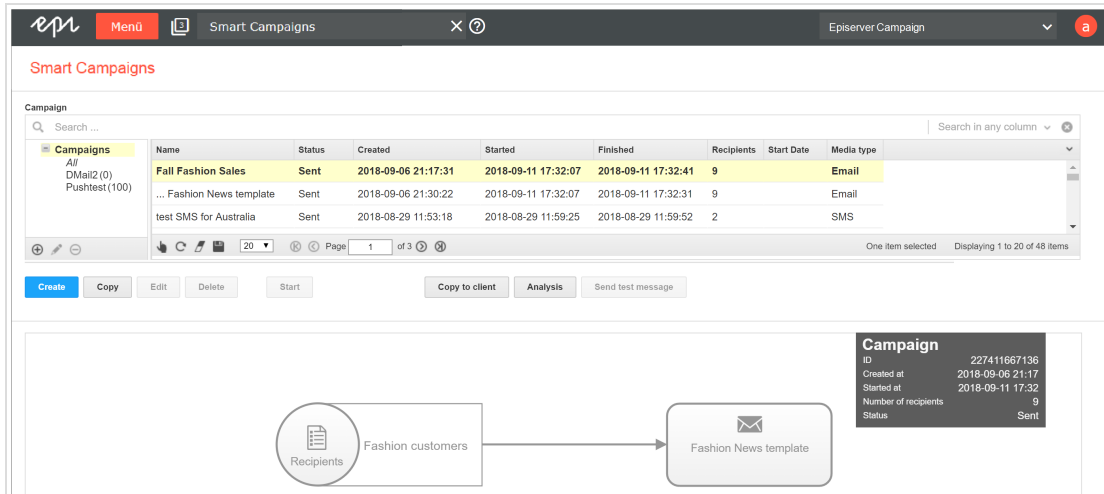 epi Menü 3 Smart Campaigns Episerver Campaign a
Smart Campaigns
Campaign
Search ... Search in any column
Campaigns
All
DMail2 (0)
Pushtest (100)
Name Status Created Started Finished Recipients Start Date Media type
Fall Fashion Sales Sent 2018-09-06 21:17:31 2018-09-11 17:32:07 2018-09-11 17:32:41 9 Email
... Fashion News template Sent 2018-09-06 21:30:22 2018-09-11 17:32:07 2018-09-11 17:32:31 9 Email
test SMS for Australia Sent 2018-08-29 11:53:18 2018-08-29 11:59:25 2018-08-29 11:59:52 2 SMS
20 Page 1 of 3 One item selected Displaying 1 to 20 of 48 items
Create Copy Edit Delete Start Copy to client Analysis Send test message
Campaign
ID 227411667136
Created at 2018-09-06 21:17
Started at 2018-09-11 17:32
Number of recipients 9
Status Sent
Recipients
Fashion customers
Fashion News template